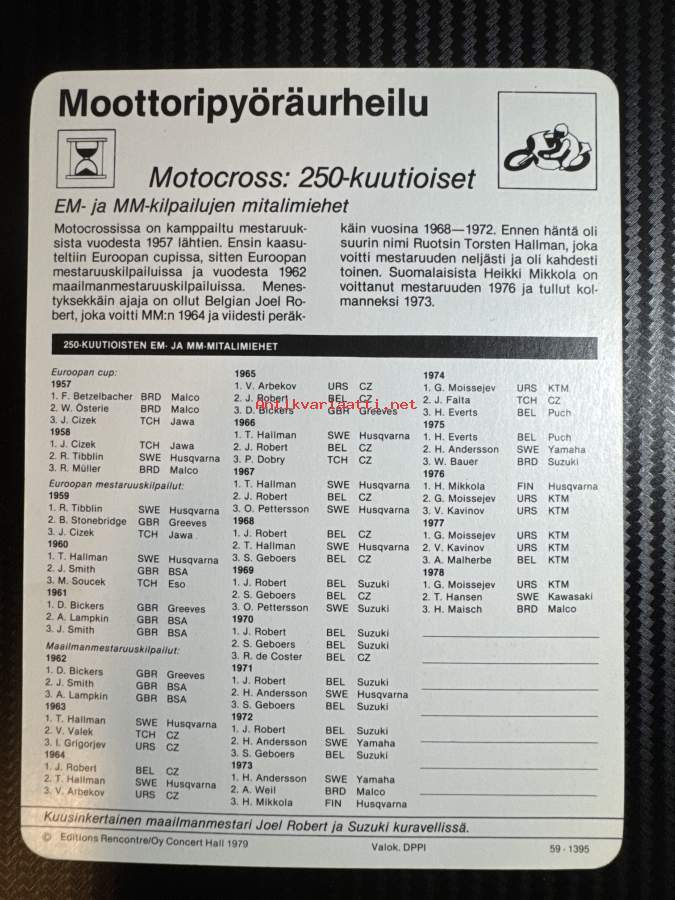 Moottoripyöräurheilu
Motocross: 250-kuutioiset
EM- ja MM-kilpailujen mitalimiehet
Motocrossissa on kamppailtu mestaruuk-
sista vuodesta 1957 lähtien. Ensin kaasu-
teltiin Euroopan cupissa, sitten Euroopan
mestaruuskilpailuissa ja vuodesta 1962
maailmanmestaruuskilpailuissa. Menes-
tyksekkäin ajaja on ollut Belgian Joel Ro-
bert, joka voitti MM:n 1964 ja viidesti peräk-
käin vuosina 1968—1972. Ennen häntä oli
suurin nimi Ruotsin Torsten Hallman, joka
voitti mestaruuden neljästi ja oli kahdesti
toinen. Suomalaisista Heikki Mikkola on
voittanut mestaruuden 1976 ja tullut kol-
manneksi 1973.
250-KUUTIOISTEN EM- JA MM-MITALIMIEHET
Euroopan cup:
1957
1. F. Betzelbacher BRD Malco
2. W. Österie BRD Malco
3. J. Cizek TCH Jawa
1958
1. J. Cizek TCH Jawa
2. R. Tibblin SWE Husqvarna
3. R. Müller BRD Malco
Euroopan mestaruuskilpailut:
1959
1. R. Tibblin SWE Husqvarna
2. B. Stonebridge GBR Greeves
3. J. Cizek TCH Jawa
1960
1. T. Hallman SWE Husqvarna
2. J. Smith GBR BSA
3. M. Soucek TCH Eso
1961
1. D. Bickers GBR Greeves
2. A. Lampkin GBR BSA
3. J. Smith GBR BSA
Maailmanmestaruuskilpailut:
1962
1. D. Bickers GBR Greeves
2. J. Smith GBR BSA
3. A. Lampkin GBR BSA
1963
1. T. Hallman SWE Husqvarna
2. V. Valek TCH CZ
3. I. Grigorjev URS CZ
1964
1. J. Robert BEL CZ
2. T. Hallman SWE Husqvarna
3. V. Arbekov URS CZ
1965
1. V. Arbekov URS CZ
2. J. Robert BEL CZ
3. D. Bickers GBR Greeves
1966
1. T. Hallman SWE Husqvarna
2. J. Robert BEL CZ
3. P. Dobry TCH CZ
1967
1. T. Hallman SWE Husqvarna
2. J. Robert BEL CZ
3. O. Pettersson SWE Husqvarna
1968
1. J. Robert BEL CZ
2. T. Hallman SWE Husqvarna
3. S. Geboers BEL CZ
1969
1. J. Robert BEL Suzuki
2. S. Geboers BEL CZ
3. O. Pettersson SWE Suzuki
1970
1. J. Robert BEL Suzuki
2. S. Geboers BEL Suzuki
3. R. de Coster BEL CZ
1971
1. J. Robert BEL Suzuki
2. H. Andersson SWE Husqvarna
3. S. Geboers BEL Suzuki
1972
1. J. Robert BEL Suzuki
2. H. Andersson SWE Yamaha
3. S. Geboers BEL Suzuki
1973
1. H. Andersson SWE Yamaha
2. A. Weil BRD Malco
3. H. Mikkola FIN Husqvarna
1974
1. G. Moissejev URS KTM
2. J. Falta TCH CZ
3. H. Everts BEL Puch
1975
1. H. Everts BEL Puch
2. H. Andersson SWE Yamaha
3. W. Bauer BRD Suzuki
1976
1. H. Mikkola FIN Husqvarna
2. G. Moissejev URS KTM
3. V. Kavinov URS KTM
1977
1. G. Moissejev URS KTM
2. V. Kavinov URS KTM
3. A. Malherbe BEL KTM
1978
1. G. Moissejev URS KTM
2. T. Hansen SWE Kawasaki
3. H. Maisch BRD Malco
Antikvariaatti.net
Kuusinkertainen maailmanmestari Joel Robert ja Suzuki kuravellissä.
© Editions Rencontre/Oy Concert Hall 1979
Valok. DPPI
59 - 1395